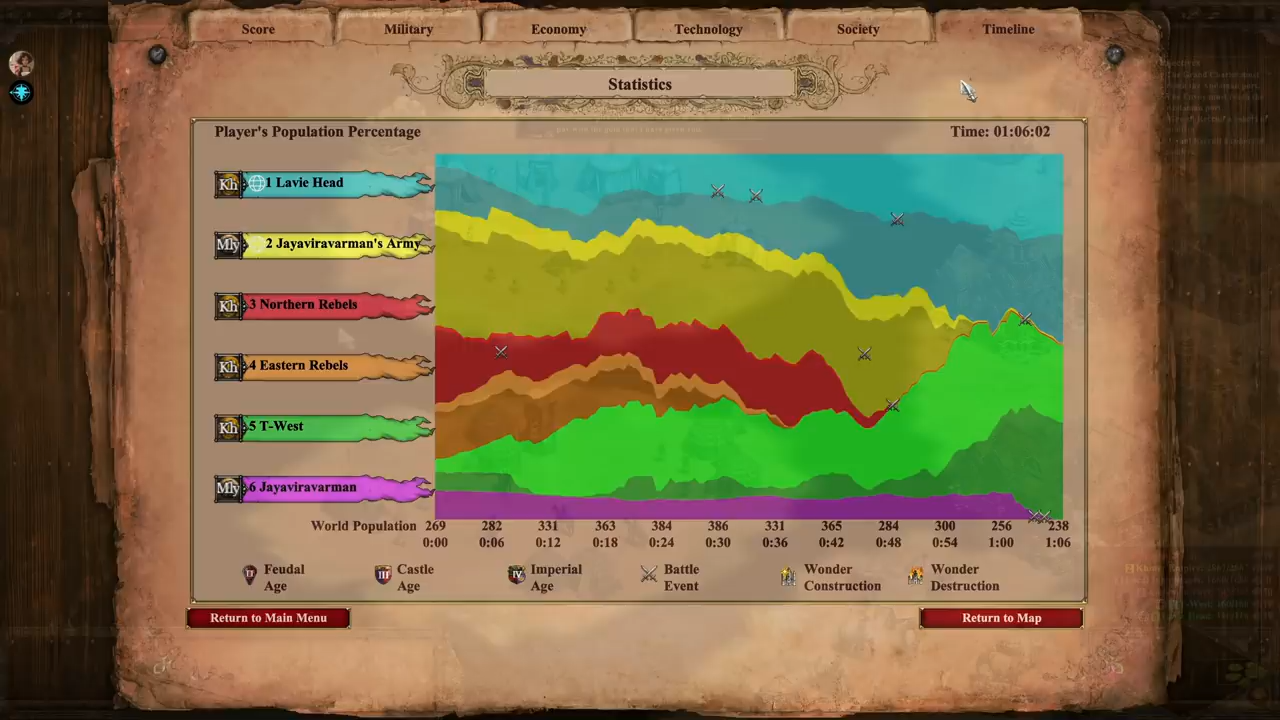 Score
Military
Economy
Technology
Society
Timeline
Statistics
Player's Population Percentage
Time: 01:06:02
Kh 1 Lavie Head
Mly 2 Jayaviravarman's Army
Kh 3 Northern Rebels
Kh 4 Eastern Rebels
Kh 5 T-West
Mly 6 Jayaviravarman
World Population 269 282 331 363 384 386 331 365 284 300 256 238
0:00 0:06 0:12 0:18 0:24 0:30 0:36 0:42 0:48 0:54 1:00 1:06
II Feudal Age
III Castle Age
IV Imperial Age
Battle Event
Wonder Construction
Wonder Destruction
Return to Main Menu
Return to Map